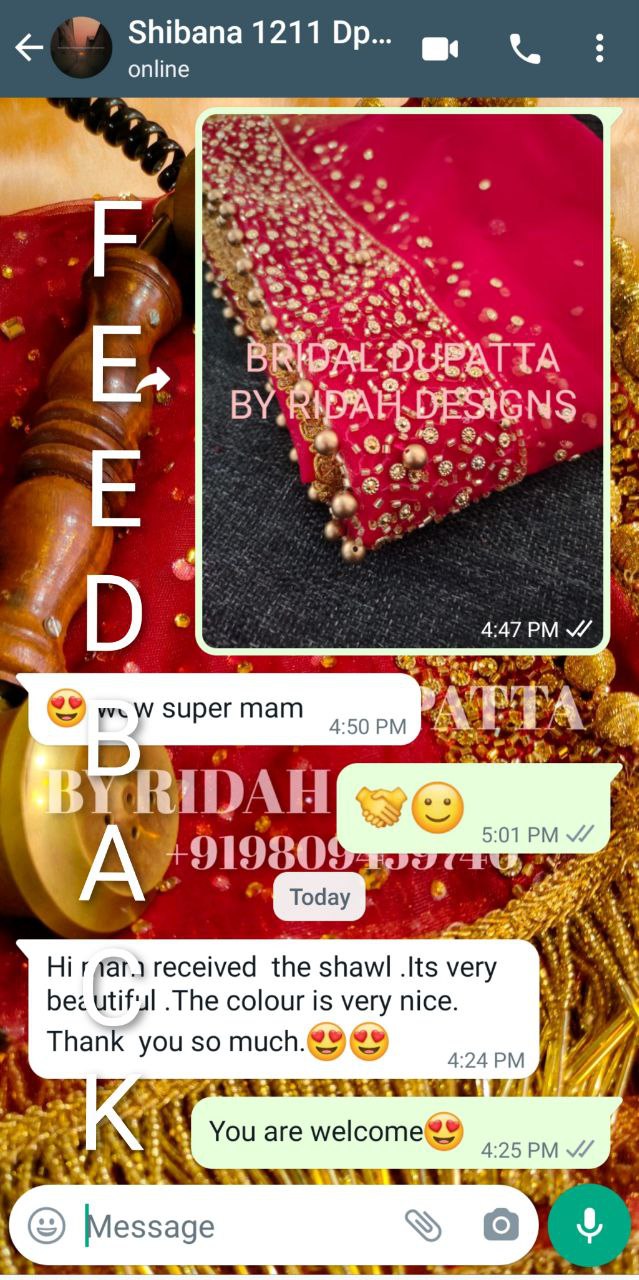 Shibana 1211 Dp...
online
BRIDAL DUPATTA
BY RIDAH DESIGNS
4:47 PM
😍 wow super mam
4:50 PM
PATTA
BY RIDAH
🤝🙂
5:01 PM
Today
Hi mam received the shawl .Its very
beautiful .The colour is very nice.
Thank you so much.😍😍
4:24 PM
You are welcome😍
4:25 PM
Message
F
E
E
D
B
A
C
K